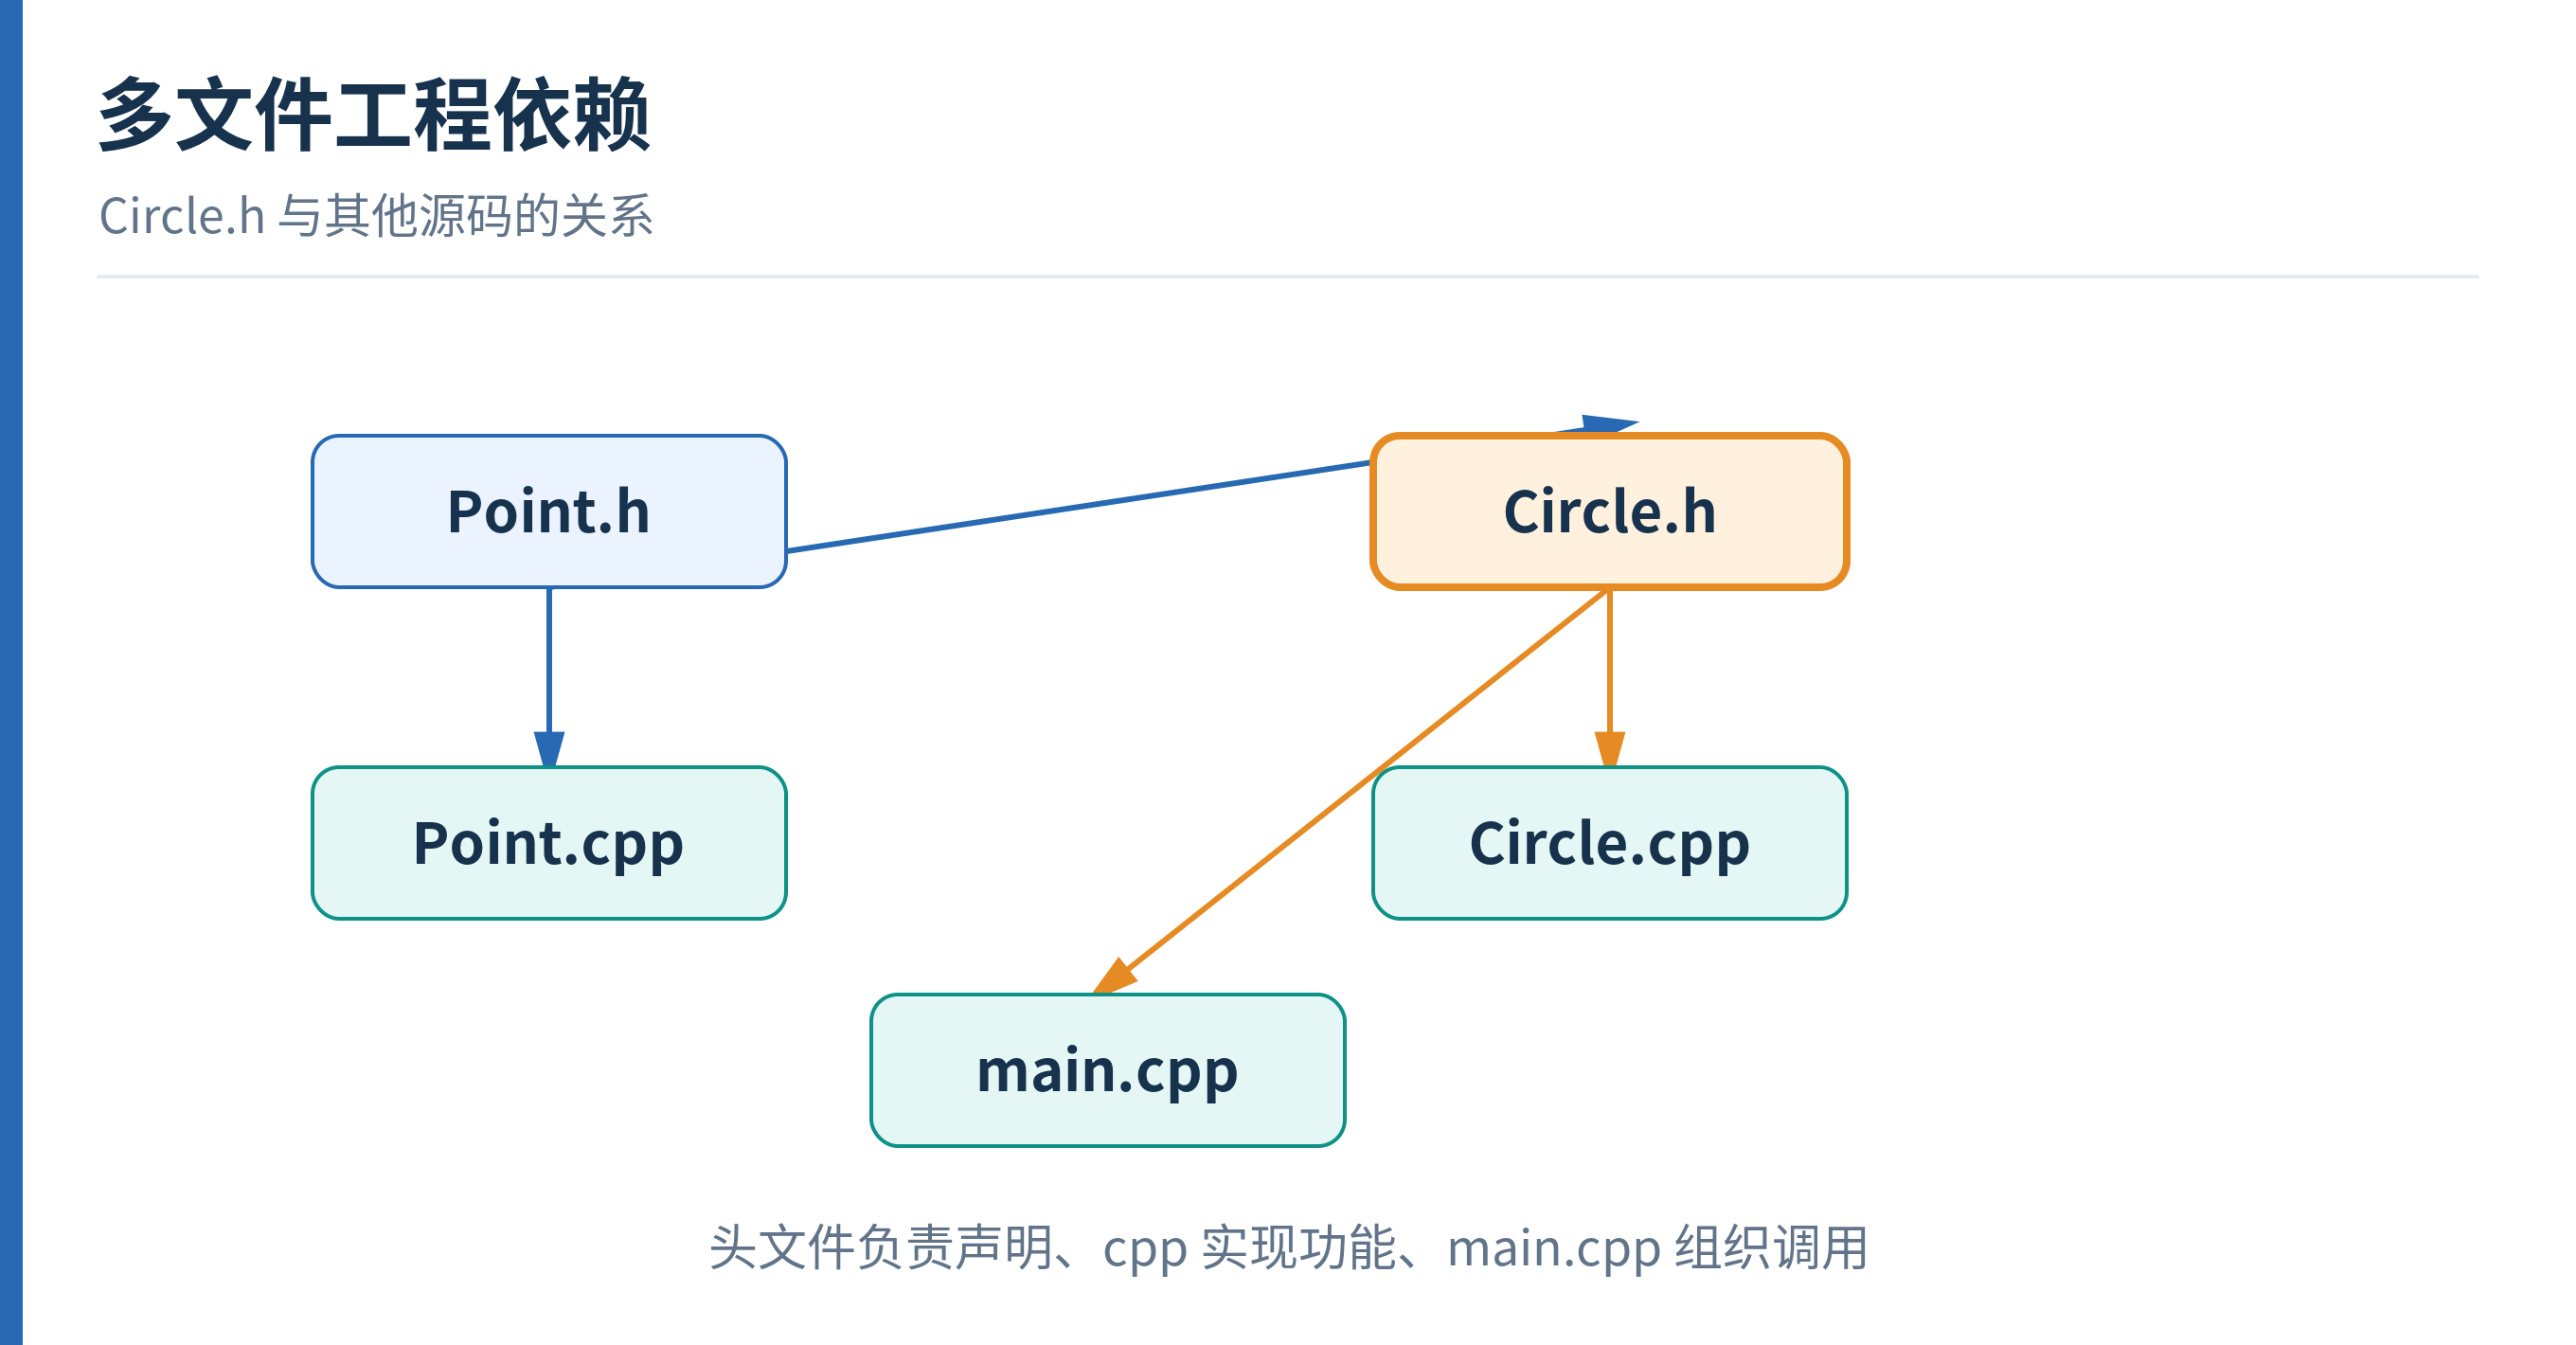 多文件工程依赖
Circle.h 与其他源码的关系
Point.h
Circle.h
Point.cpp
Circle.cpp
main.cpp
头文件负责声明、cpp 实现功能、main.cpp 组织调用